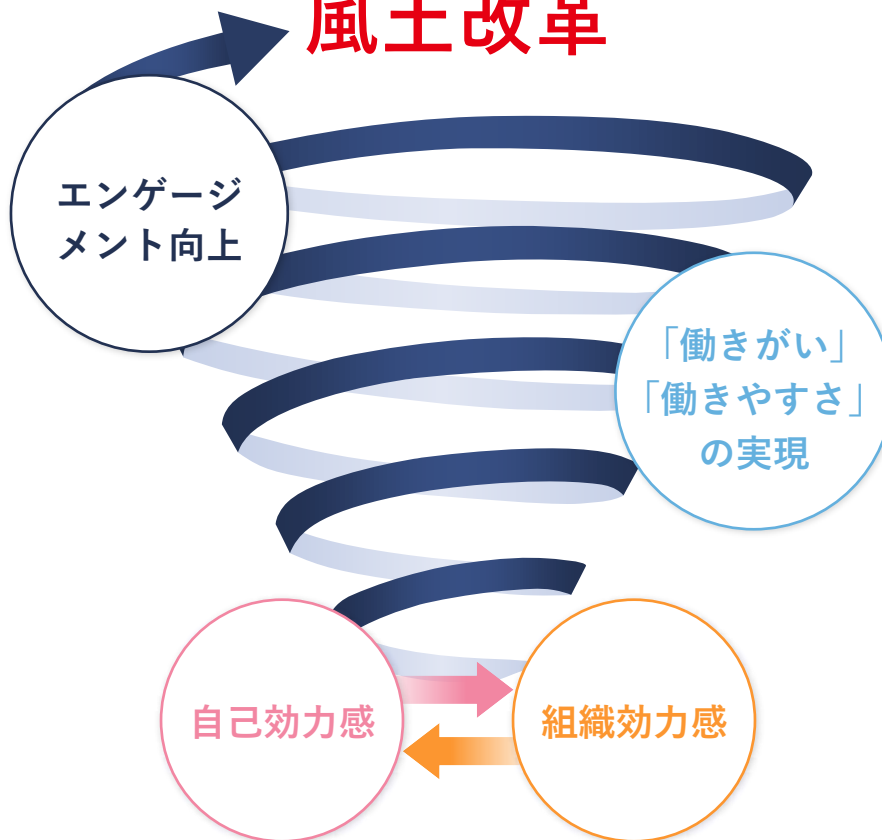 風土改革
エンゲージ
メント向上
「働きがい」
「働きやすさ」
の実現
自己効力感
組織効力感